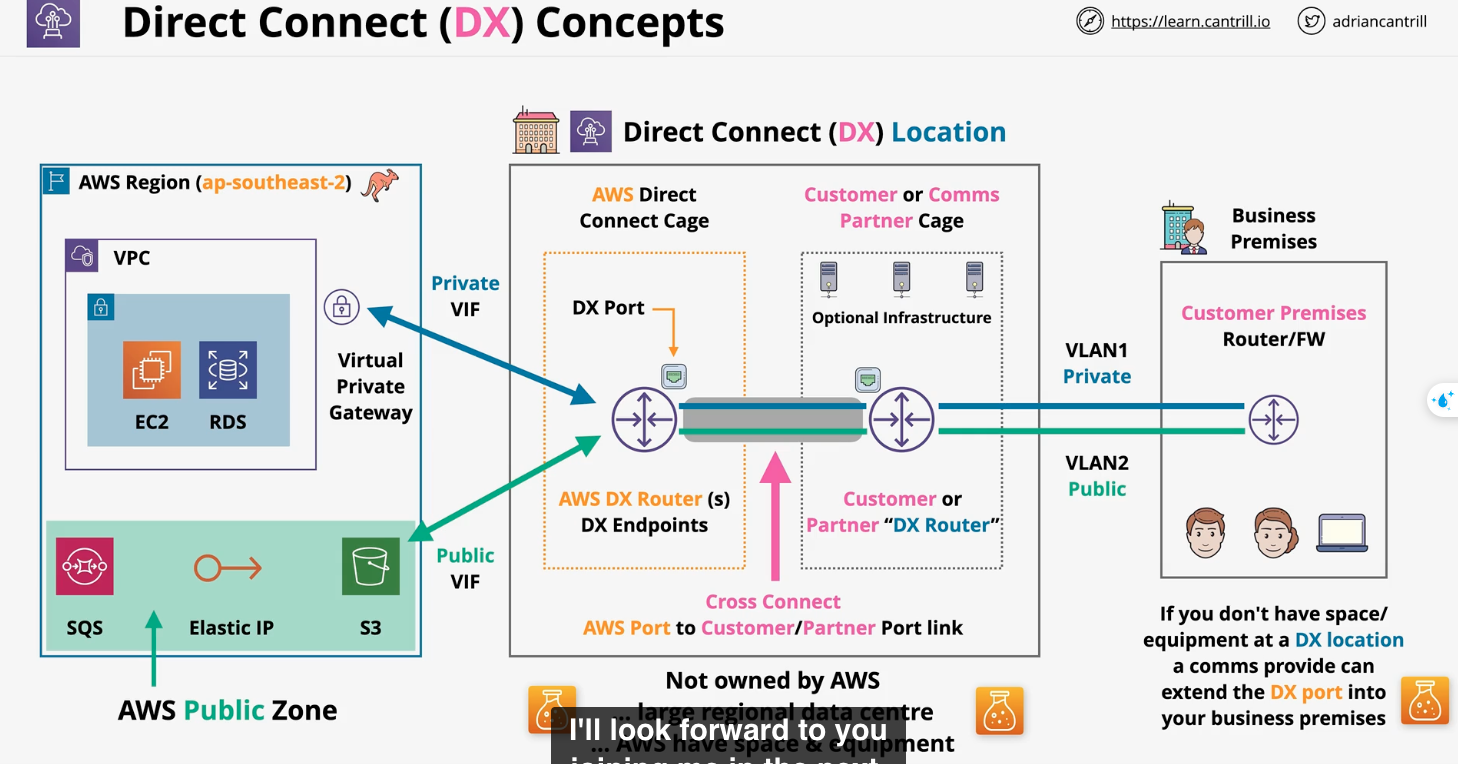 Direct Connect (DX) Concepts
https://learn.cantrill.io
adriancantrill
Direct Connect (DX) Location
AWS Region (ap-southeast-2)
VPC
EC2
RDS
Virtual
Private
Gateway
Private
VIF
Public
VIF
SQS
Elastic IP
S3
AWS Public Zone
AWS Direct
Connect Cage
DX Port
AWS DX Router (s)
DX Endpoints
Customer or Comms
Partner Cage
Optional Infrastructure
Customer or
Partner “DX Router”
Cross Connect
AWS Port to Customer/Partner Port link
Not owned by AWS
... large regional data centre
... AWS have space & equipment
I'll look forward to you
joining me in the next
VLAN1
Private
VLAN2
Public
Business
Premises
Customer Premises
Router/FW
If you don't have space/
equipment at a DX location
a comms provide can
extend the DX port into
your business premises